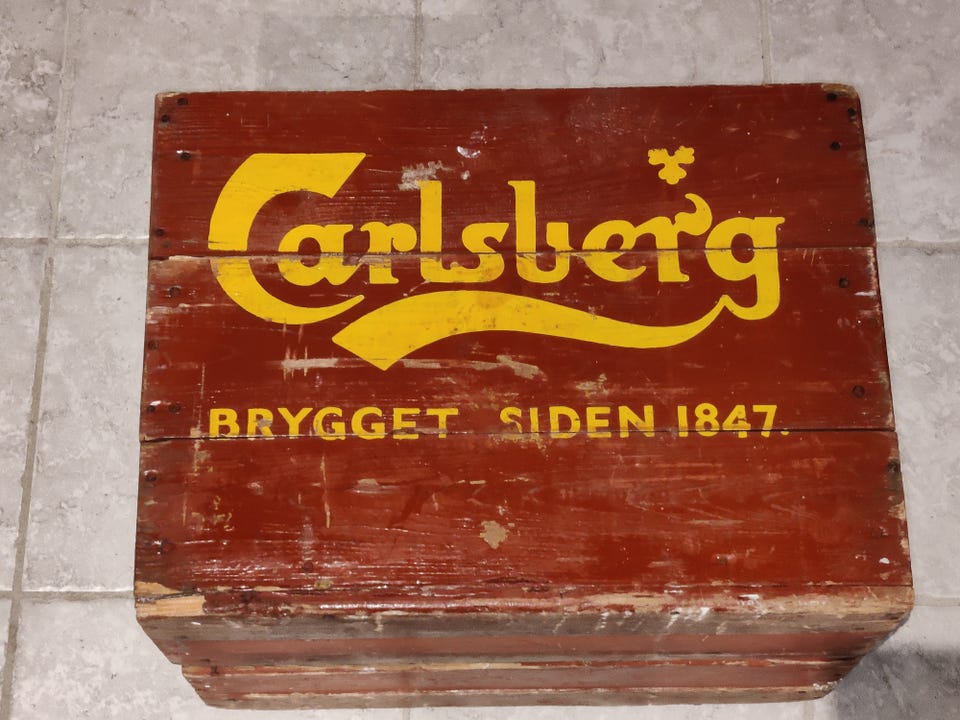 Carlsberg
BRYGGET SIDEN 1847.